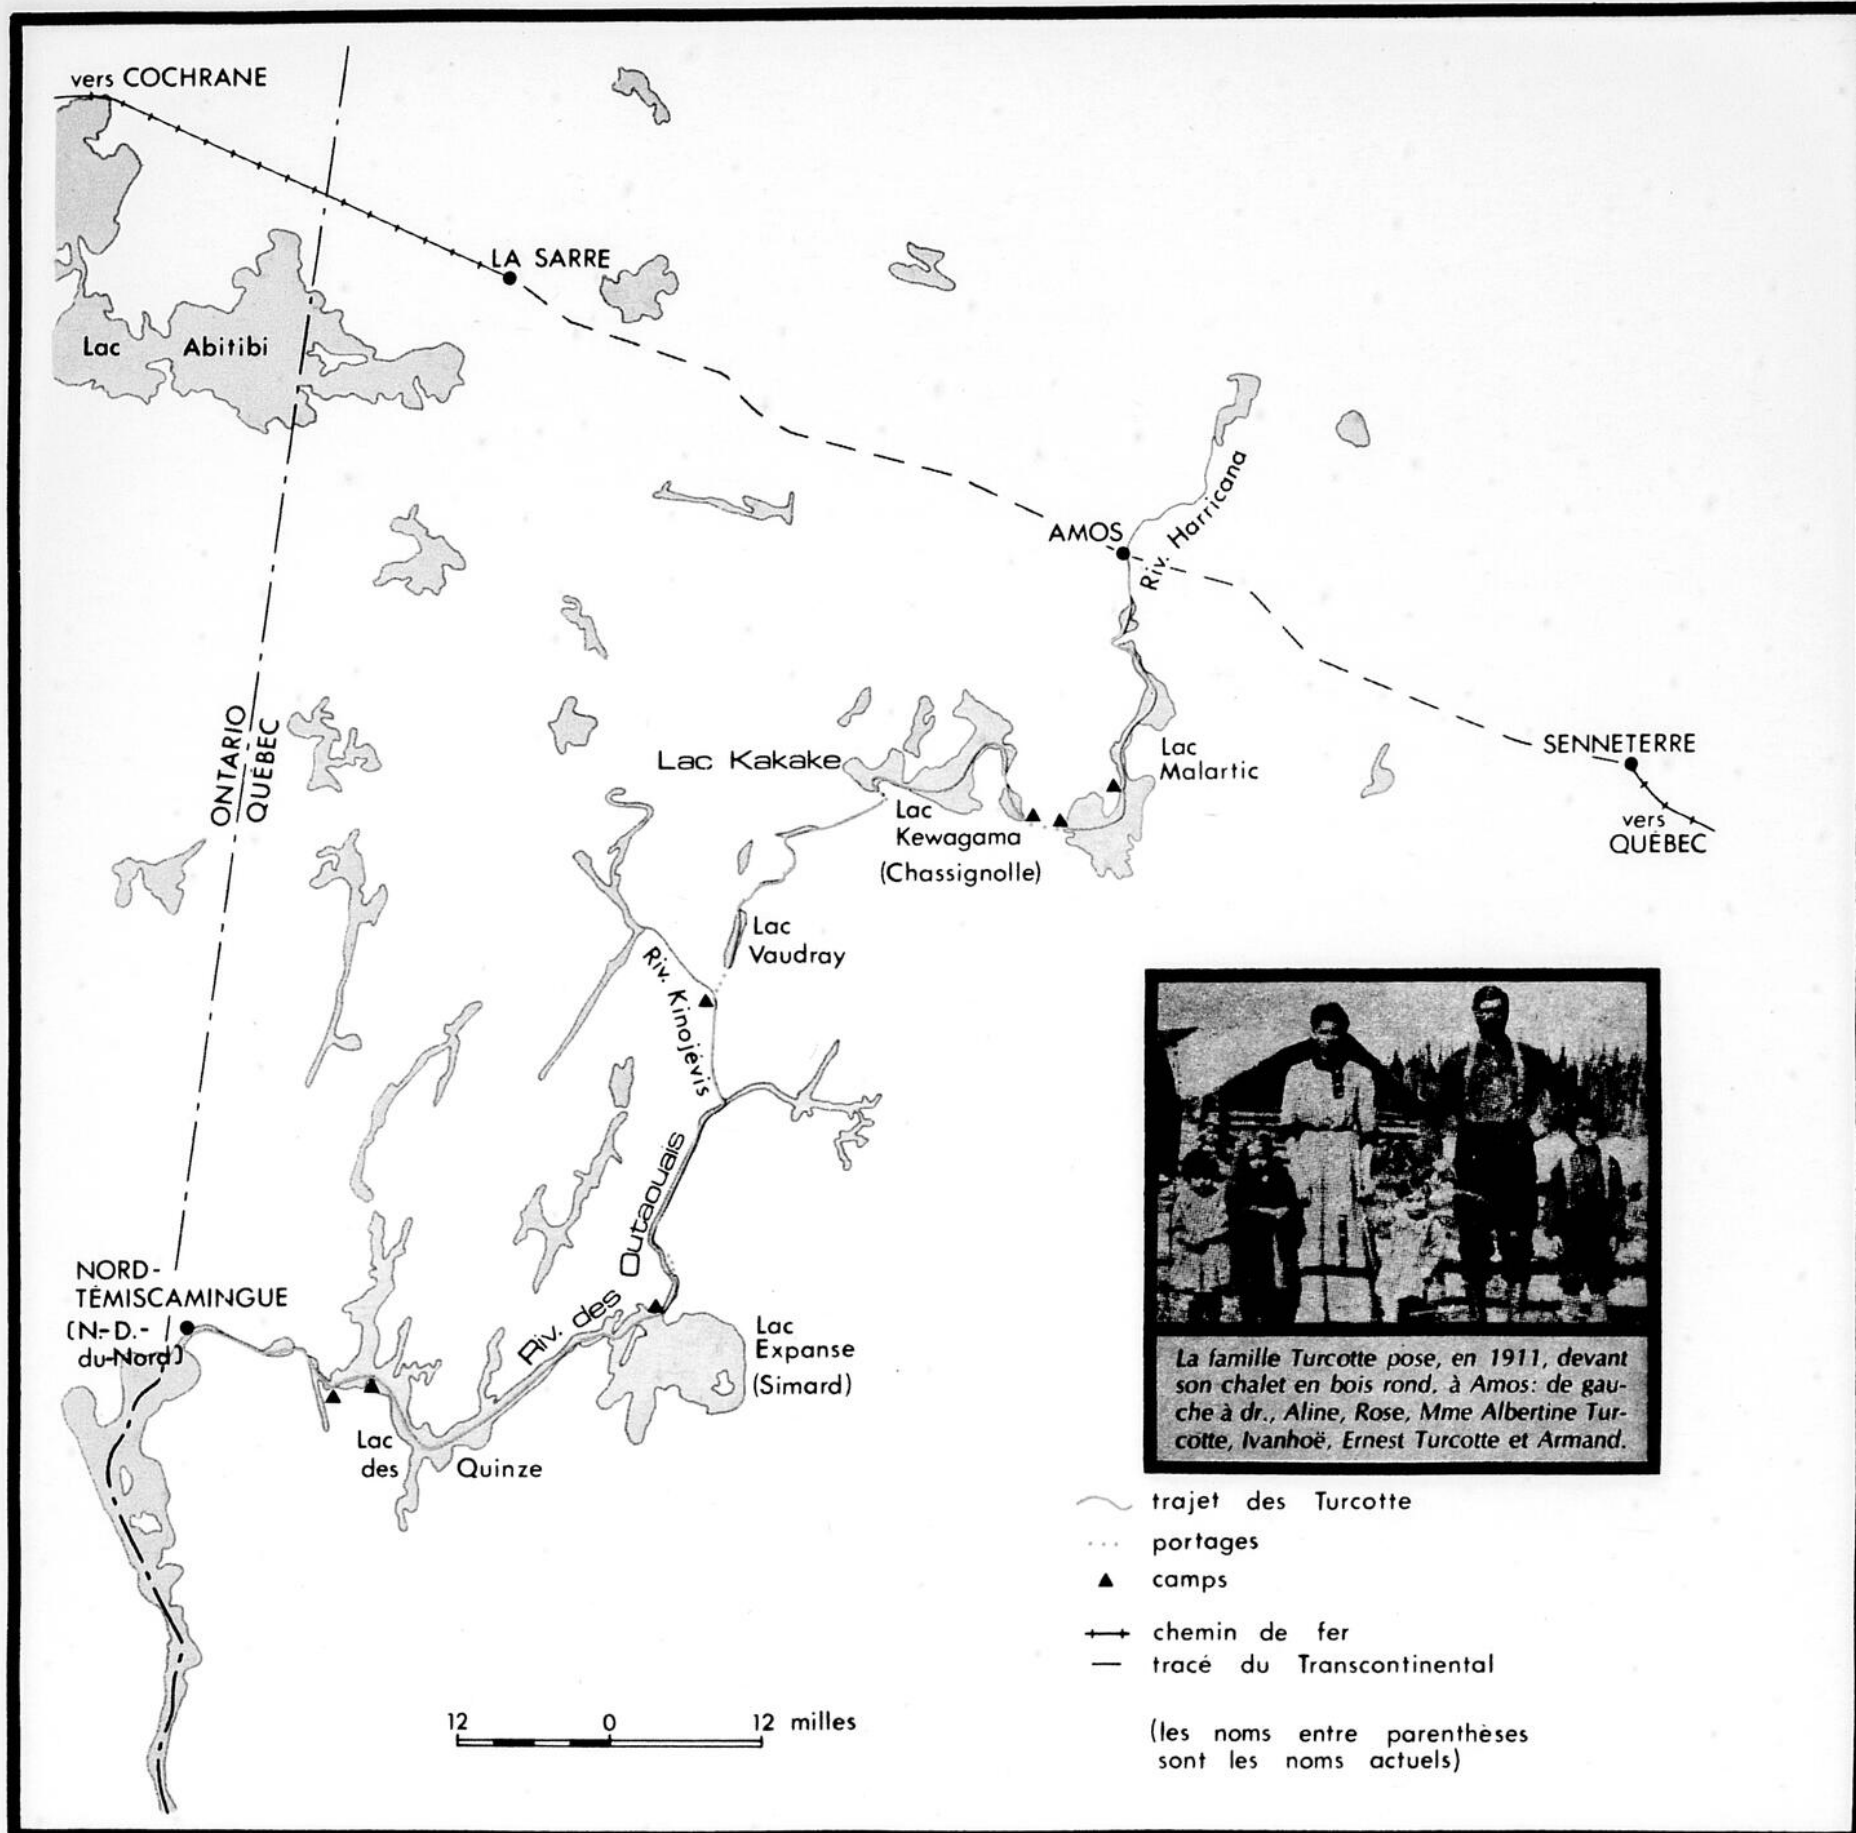 vers COCHRANE
LA SARRE
Lac Abitibi
Riv. Harricana
AMOS
ONTARIO
QUÉBEC
Lac Kakake
Lac
Malartic
SENNETERRE
vers
QUÉBEC
Lac
Kewagama
(Chassignolle)
Lac
Vaudray
Riv. Kinojévis
Riv. des Outaouais
NORD-
TÉMISCAMINGUE
(N.-D.-
du-Nord)
Lac
Expanse
(Simard)
Lac
des Quinze
La famille Turcotte pose, en 1911, devant
son chalet en bois rond, à Amos: de gau-
che à dr., Aline, Rose, Mme Albertine Tur-
cotte, Ivanhoë, Ernest Turcotte et Armand.
trajet des Turcotte
portages
camps
chemin de fer
tracé du Transcontinental
(les noms entre parenthèses
sont les noms actuels)
12 0 12 milles